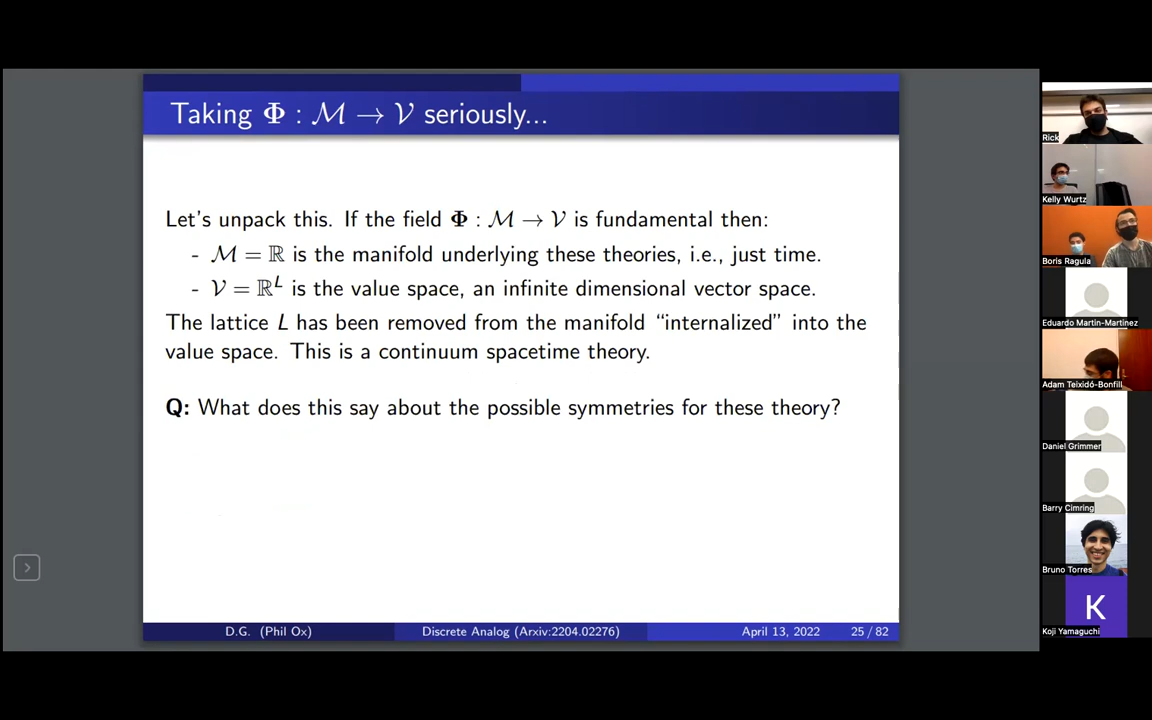 Taking Φ : ℳ → 𝒱 seriously...
Let's unpack this. If the field Φ : ℳ → 𝒱 is fundamental then:
- ℳ = ℝ is the manifold underlying these theories, i.e., just time.
- 𝒱 = ℝᴸ is the value space, an infinite dimensional vector space.
The lattice L has been removed from the manifold “internalized” into the
value space. This is a continuum spacetime theory.
Q: What does this say about the possible symmetries for these theory?
D.G. (Phil Ox) Discrete Analog (Arxiv:2204.02276) April 13, 2022 25 / 82
Rick
Kelly Wurtz
Boris Ragula
Eduardo Martin-Martinez
Adam Teixidó-Bonfill
Daniel Grimmer
Barry Cimring
Bruno Torres
K
Koji Yamaguchi